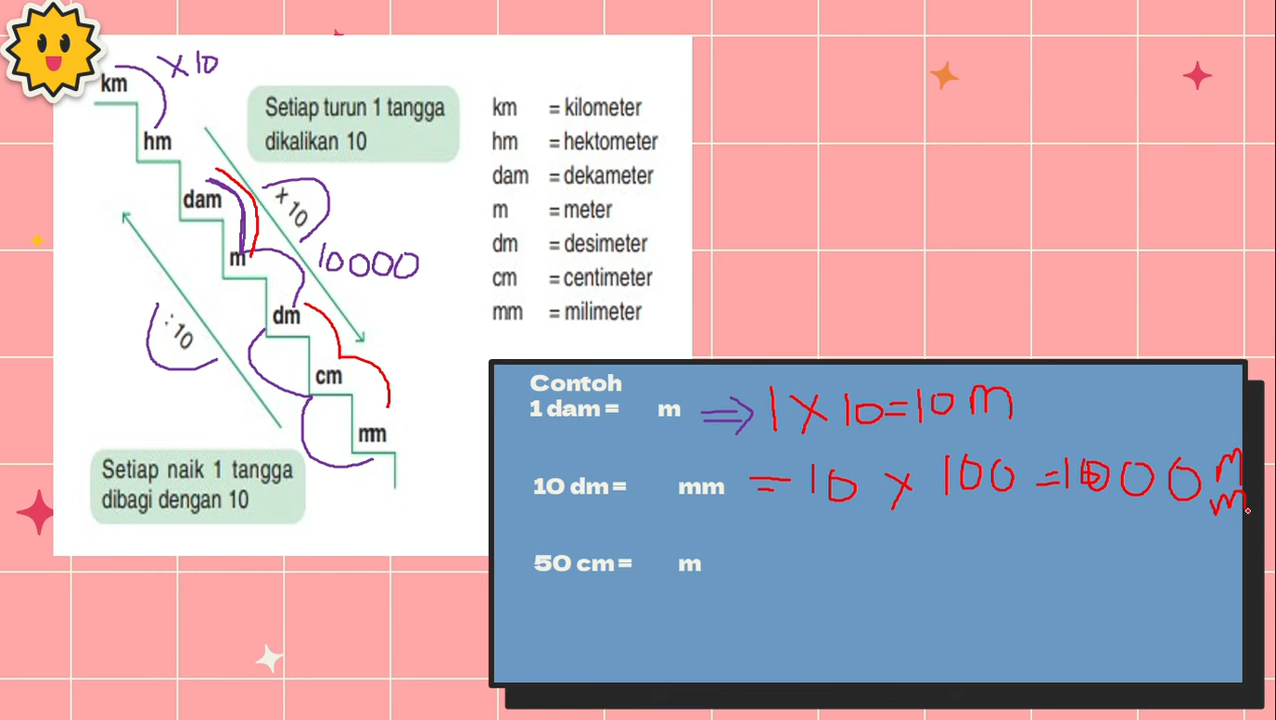 km
x 10
hm
dam
m
dm
cm
mm
Setiap turun 1 tangga
dikalikan 10
x 10
10000
: 10
Setiap naik 1 tangga
dibagi dengan 10
km = kilometer
hm = hektometer
dam = dekameter
m = meter
dm = desimeter
cm = centimeter
mm = milimeter
Contoh
1 dam = m ⇒ 1 x 10 = 10 m
10 dm = mm = 10 x 100 = 1000 mm
50 cm = m